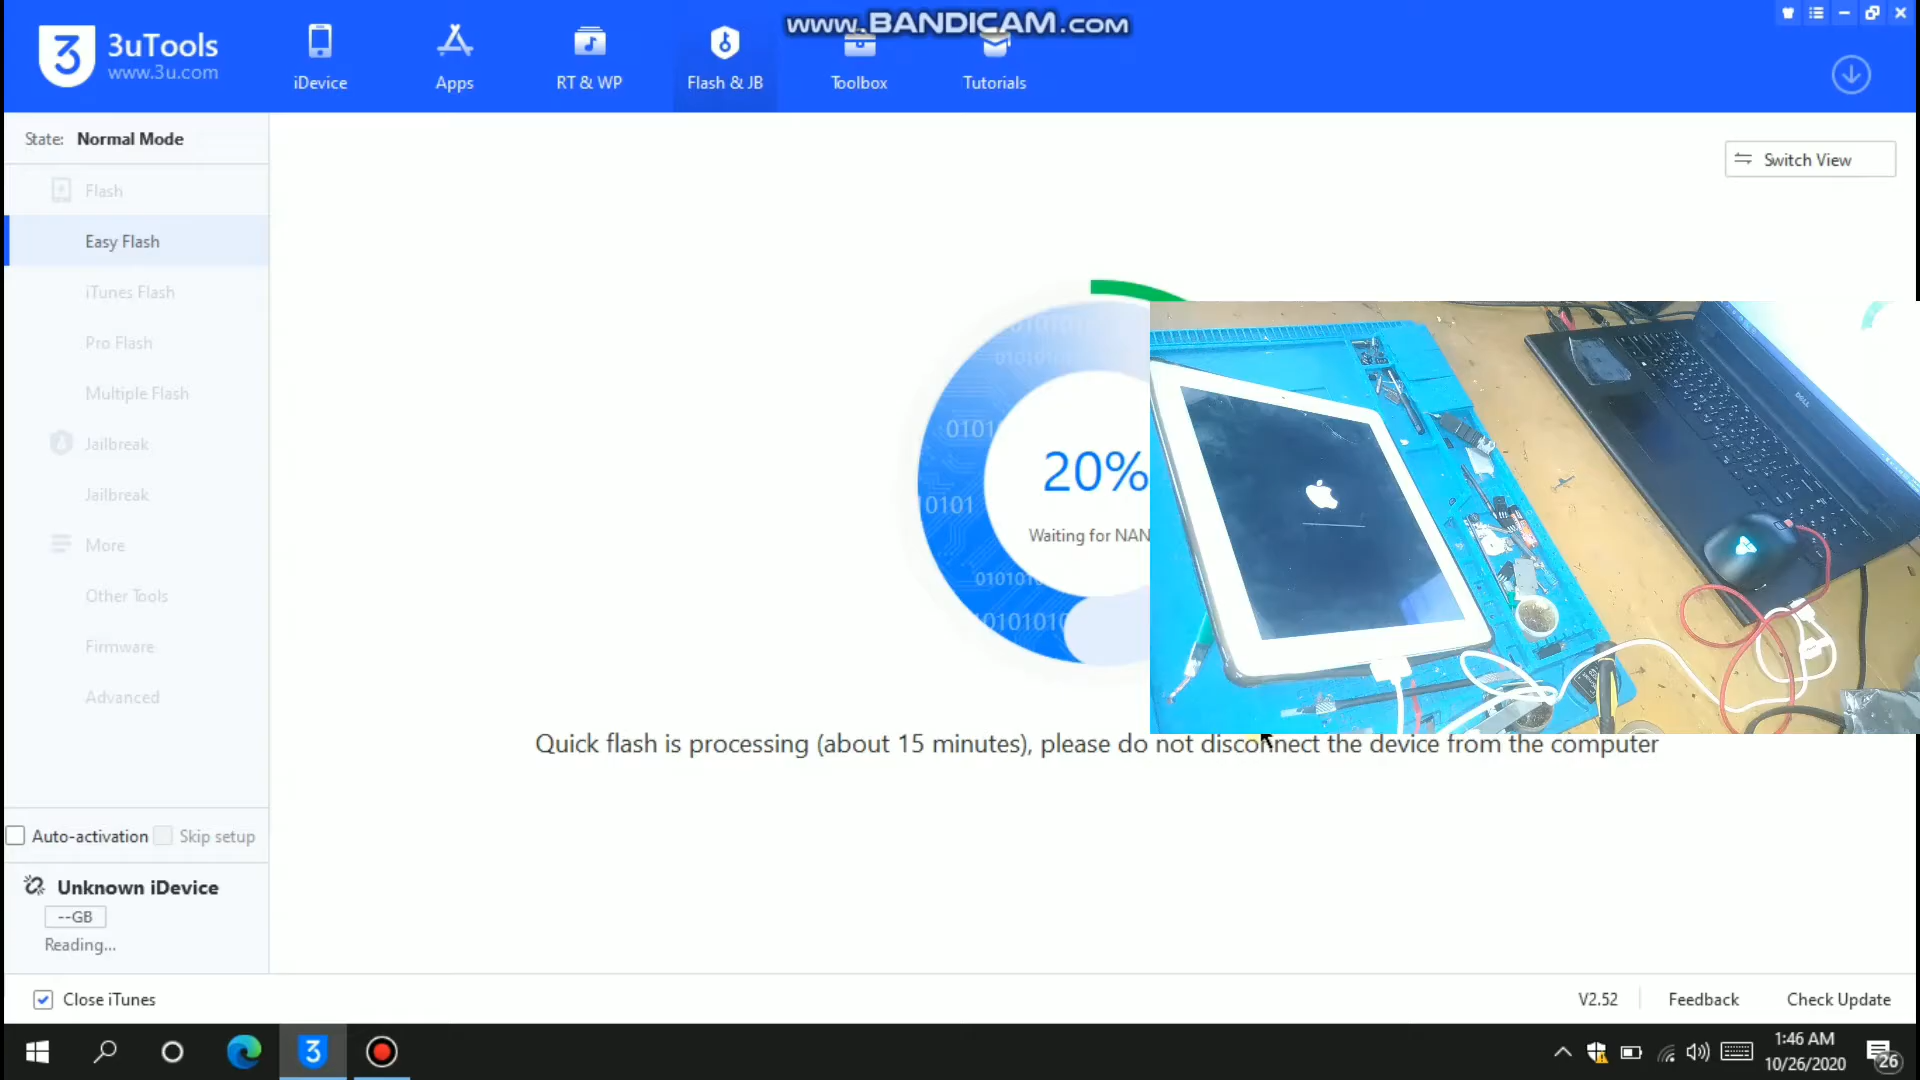 www.BANDICAM.com
3uTools
www.3u.com
iDevice
Apps
RT & WP
Flash & JB
Toolbox
Tutorials
State: Normal Mode
Switch View
Flash
Easy Flash
iTunes Flash
Pro Flash
Multiple Flash
Jailbreak
Jailbreak
More
Other Tools
Firmware
Advanced
20%
Waiting for NAN
Quick flash is processing (about 15 minutes), please do not disconnect the device from the computer
Auto-activation
Skip setup
Unknown iDevice
--GB
Reading...
Close iTunes
V2.52
Feedback
Check Update
1:46 AM
10/26/2020
26
DELL